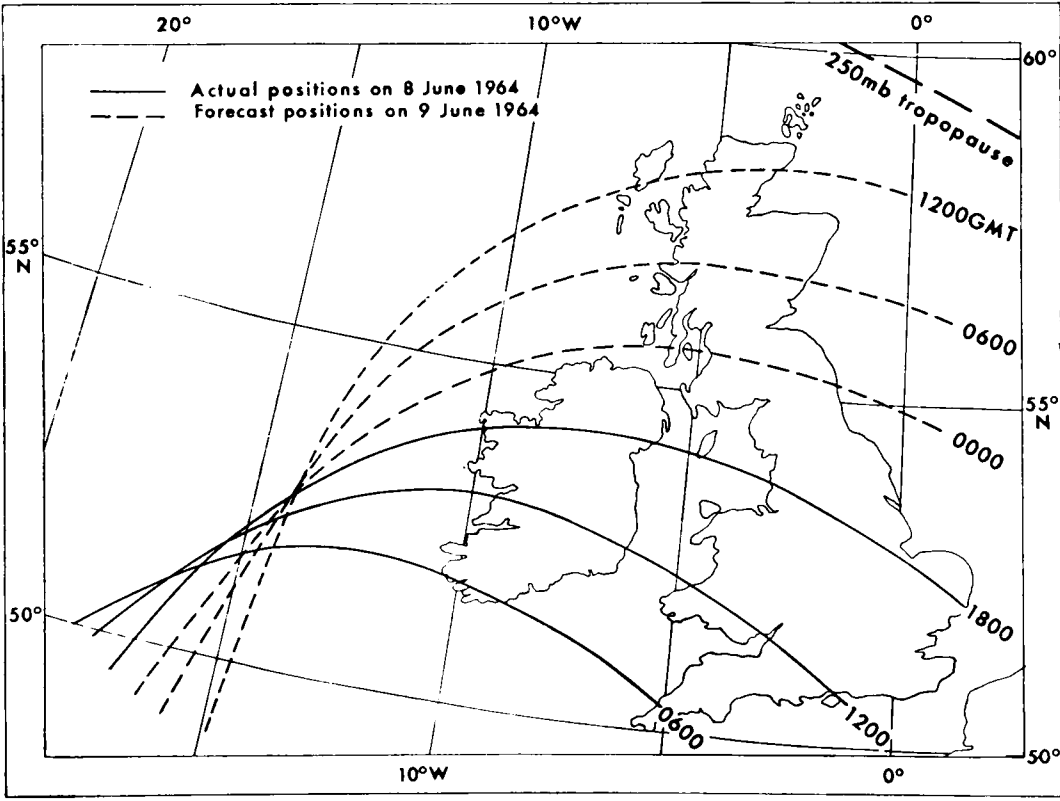 20°
10°W
0°
60°
250mb tropopause
Actual positions on 8 June 1964
Forecast positions on 9 June 1964
1200GMT
55°
N
0600
55°
N
0000
50°
1800
0600
1200
50°
10°W
0°